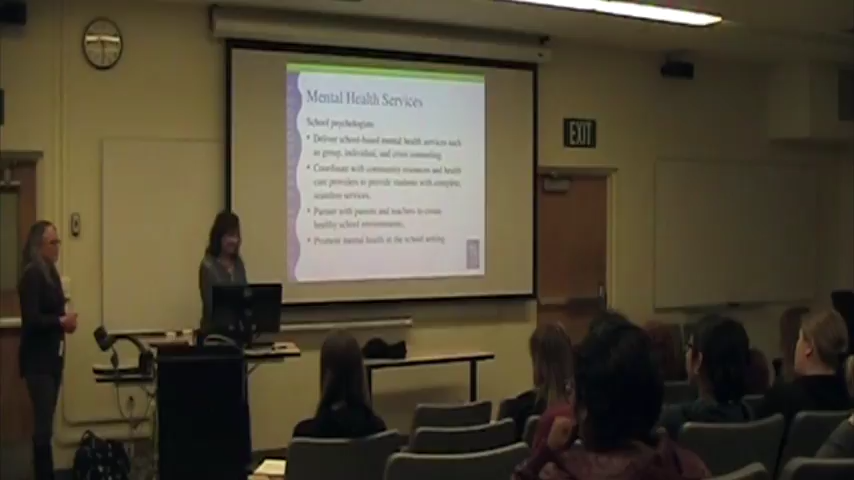 Mental Health Services
School psychologists:
• Deliver school-based mental health services such
as group, individual, and crisis counseling.
• Coordinate with community resources and health
care providers to provide students with complete,
seamless services.
• Partner with parents and teachers to create
healthy school environments.
• Promote mental health in the school setting
EXIT